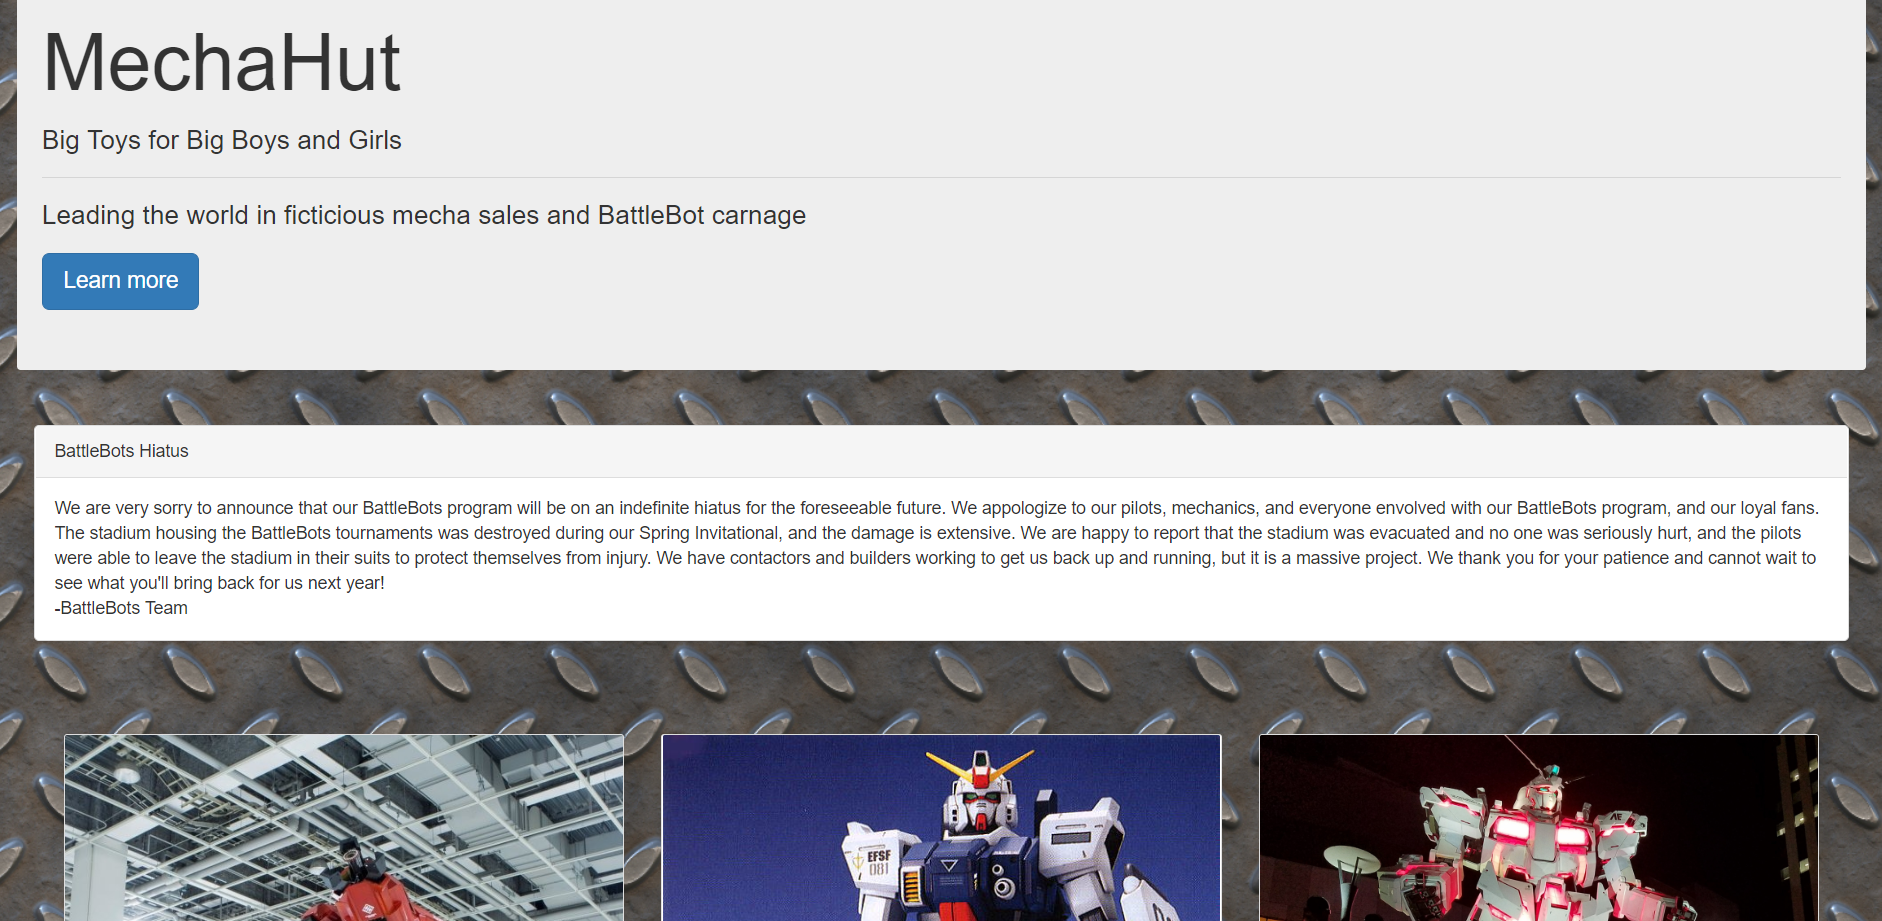 MechaHut
Big Toys for Big Boys and Girls
Leading the world in ficticious mecha sales and BattleBot carnage
Learn more
BattleBots Hiatus
We are very sorry to announce that our BattleBots program will be on an indefinite hiatus for the foreseeable future. We appologize to our pilots, mechanics, and everyone envolved with our BattleBots program, and our loyal fans.
The stadium housing the BattleBots tournaments was destroyed during our Spring Invitational, and the damage is extensive. We are happy to report that the stadium was evacuated and no one was seriously hurt, and the pilots
were able to leave the stadium in their suits to protect themselves from injury. We have contactors and builders working to get us back up and running, but it is a massive project. We thank you for your patience and cannot wait to
see what you'll bring back for us next year!
-BattleBots Team
EFSF
081
AE